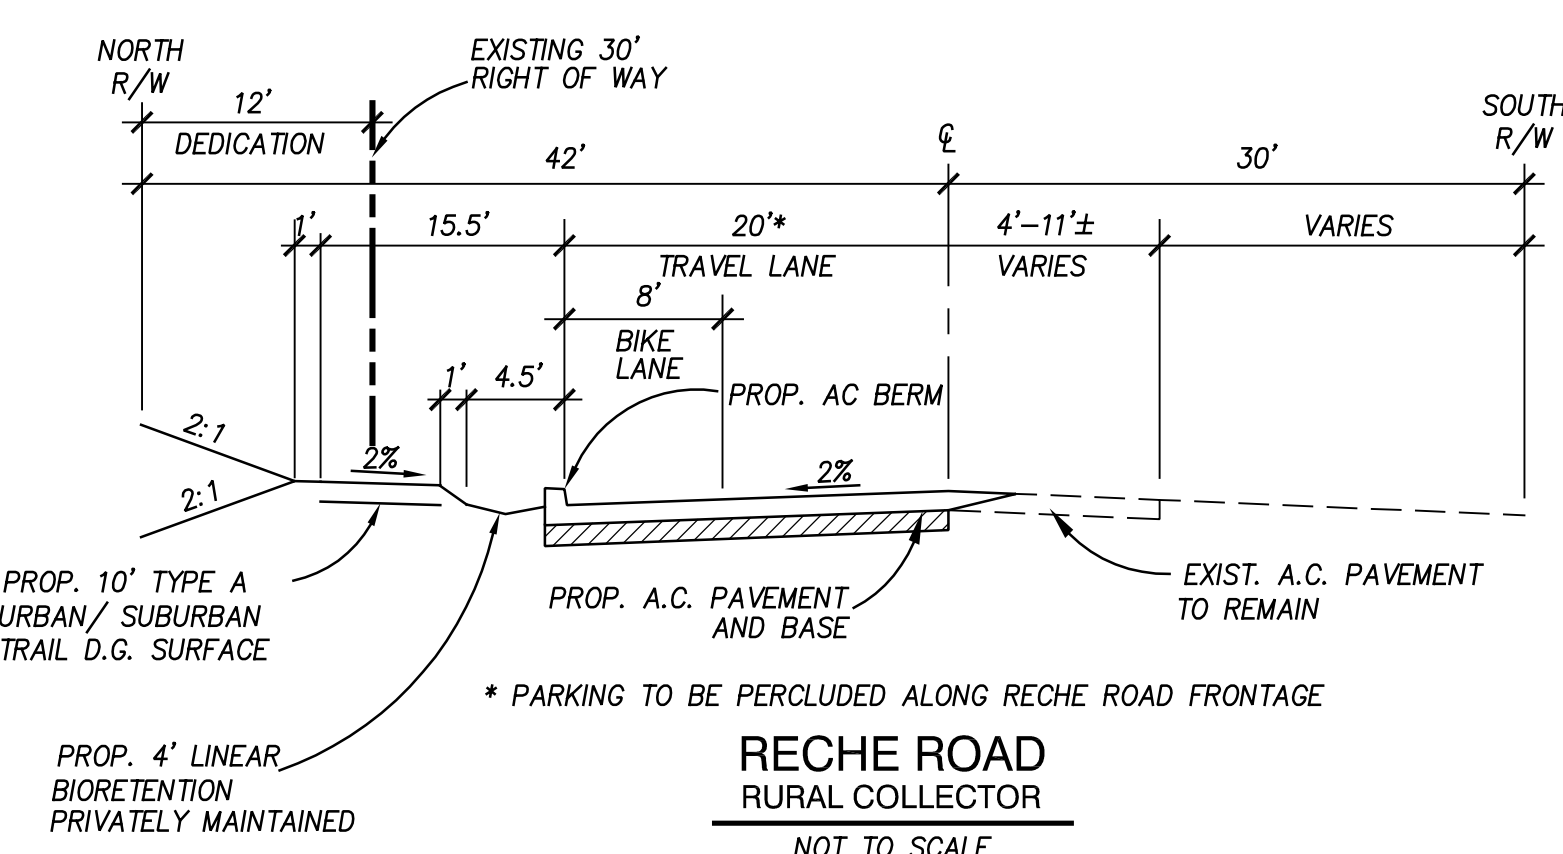 NORTH
R/W
EXISTING 30'
RIGHT OF WAY
SOUTH
R/W
12'
DEDICATION
℄
42'
30'
1'
15.5'
20'*
4'–11'±
VARIES
TRAVEL LANE
VARIES
8'
BIKE
LANE
1'
4.5'
PROP. AC BERM
2:1
2%
2%
2:1
PROP. 10' TYPE A
URBAN/ SUBURBAN
TRAIL D.G. SURFACE
PROP. A.C. PAVEMENT
AND BASE
EXIST. A.C. PAVEMENT
TO REMAIN
* PARKING TO BE PERCLUDED ALONG RECHE ROAD FRONTAGE
PROP. 4' LINEAR
BIORETENTION
PRIVATELY MAINTAINED
RECHE ROAD
RURAL COLLECTOR
NOT TO SCALE